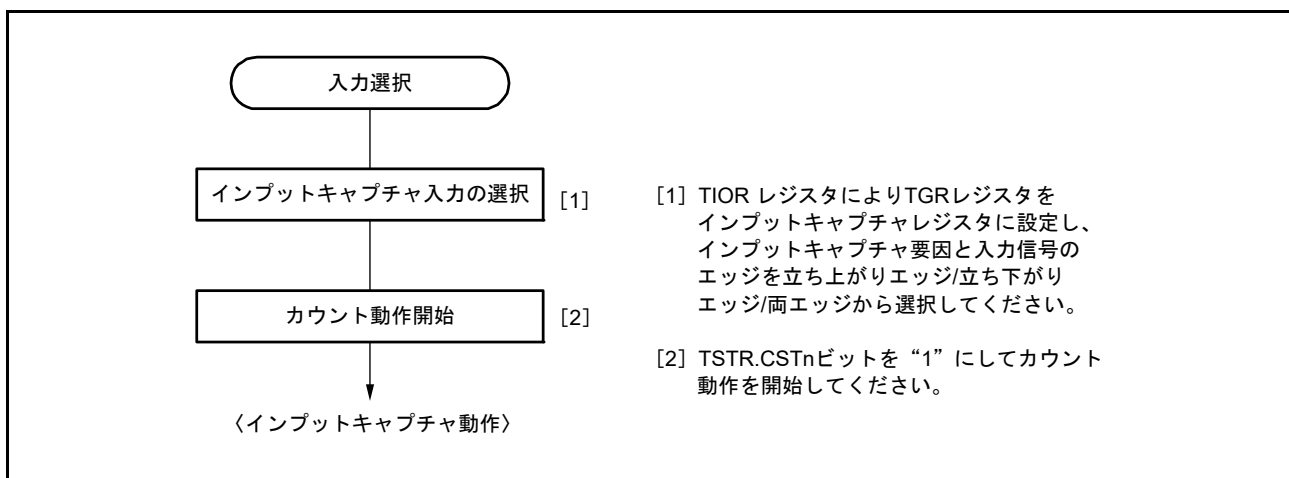 入力選択
インプットキャプチャ入力の選択 [1]
カウント動作開始 [2]
〈インプットキャプチャ動作〉
[1] TIOR レジスタによりTGRレジスタを
インプットキャプチャレジスタに設定し、
インプットキャプチャ要因と入力信号の
エッジを立ち上がりエッジ/立ち下がり
エッジ/両エッジから選択してください。
[2] TSTR.CSTnビットを“1”にしてカウント
動作を開始してください。